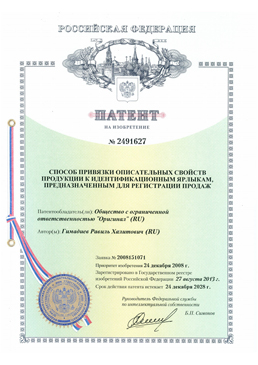 РОССИЙСКАЯ ФЕДЕРАЦИЯ
ПАТЕНТ
НА ИЗОБРЕТЕНИЕ
№ 2491627
СПОСОБ ПРИВЯЗКИ ОПИСАТЕЛЬНЫХ СВОЙСТВ
ПРОДУКЦИИ К ИДЕНТИФИКАЦИОННЫМ ЯРЛЫКАМ,
ПРЕДНАЗНАЧЕННЫМ ДЛЯ РЕГИСТРАЦИИ ПРОДАЖ
Патентообладатель(ли): Общество с ограниченной
ответственностью "Оригинал" (RU)
Автор(ы): Гимадиев Равиль Халитович (RU)
Заявка № 2008151071
Приоритет изобретения 24 декабря 2008 г.
Зарегистрировано в Государственном реестре
изобретений Российской Федерации 27 августа 2013 г.
Срок действия патента истекает 24 декабря 2028 г.
Руководитель Федеральной службы
по интеллектуальной собственности
Б.П. Симонов